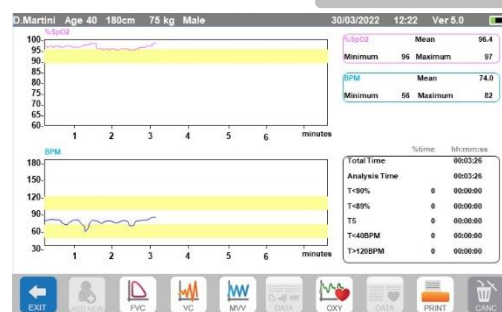 D.Martini Age 40 180cm 75 kg Male 30/03/2022 12:22 Ver 5.0
%SpO2
100
95
90
85
80
75
70
65
60
1 2 3 4 5 6 minutes
%SpO2 Mean 96.4
Minimum 96 Maximum 97
BPM Mean 74.0
Minimum 56 Maximum 82
BPM
180
150
120
90
60
30
1 2 3 4 5 6 minutes
%time hh:mm:ss
Total Time 00:03:26
Analysis Time 00:03:26
T<90% 0 00:00:00
T<89% 0 00:00:00
T5 0 00:00:00
T<40BPM 0 00:00:00
T>120BPM 0 00:00:00
EXIT ADD NEW FVC VC MVV DATA OXY DATA PRINT CANC